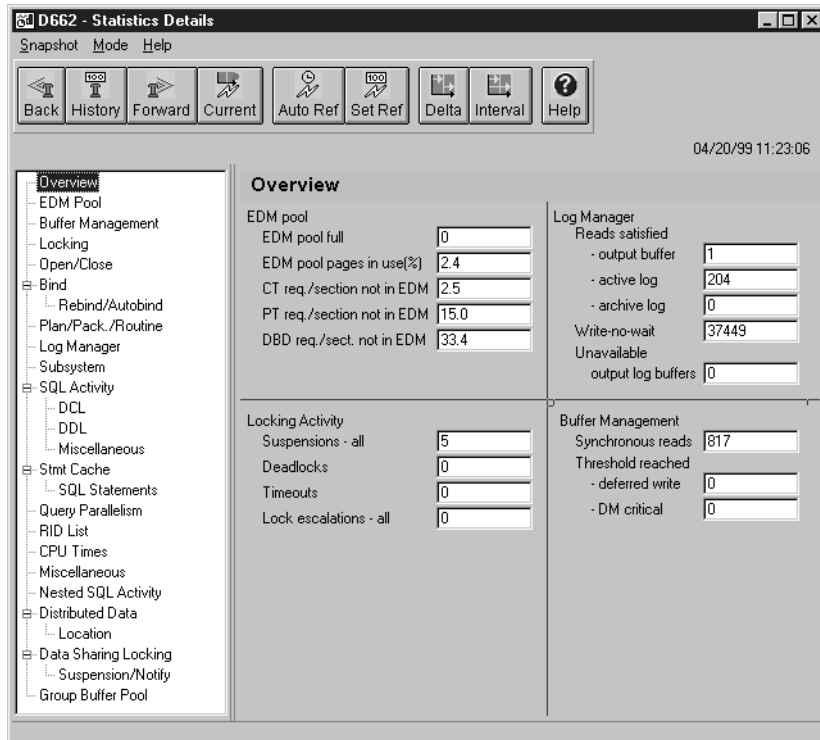 D662 - Statistics Details
Snapshot Mode Help
Back History Forward Current Auto Ref Set Ref Delta Interval Help
04/20/99 11:23:06
Overview
EDM Pool
Buffer Management
Locking
Open/Close
Bind
Rebind/Autobind
Plan/Pack./Routine
Log Manager
Subsystem
SQL Activity
DCL
DDL
Miscellaneous
Stmt Cache
SQL Statements
Query Parallelism
RID List
CPU Times
Miscellaneous
Nested SQL Activity
Distributed Data
Location
Data Sharing Locking
Suspension/Notify
Group Buffer Pool
Overview
EDM pool
EDM pool full 0
EDM pool pages in use(%) 2.4
CT req./section not in EDM 2.5
PT req./section not in EDM 15.0
DBD req./sect. not in EDM 33.4
Log Manager
Reads satisfied
- output buffer 1
- active log 204
- archive log 0
Write-no-wait 37449
Unavailable
output log buffers 0
Locking Activity
Suspensions - all 5
Deadlocks 0
Timeouts 0
Lock escalations - all 0
Buffer Management
Synchronous reads 817
Threshold reached
- deferred write 0
- DM critical 0